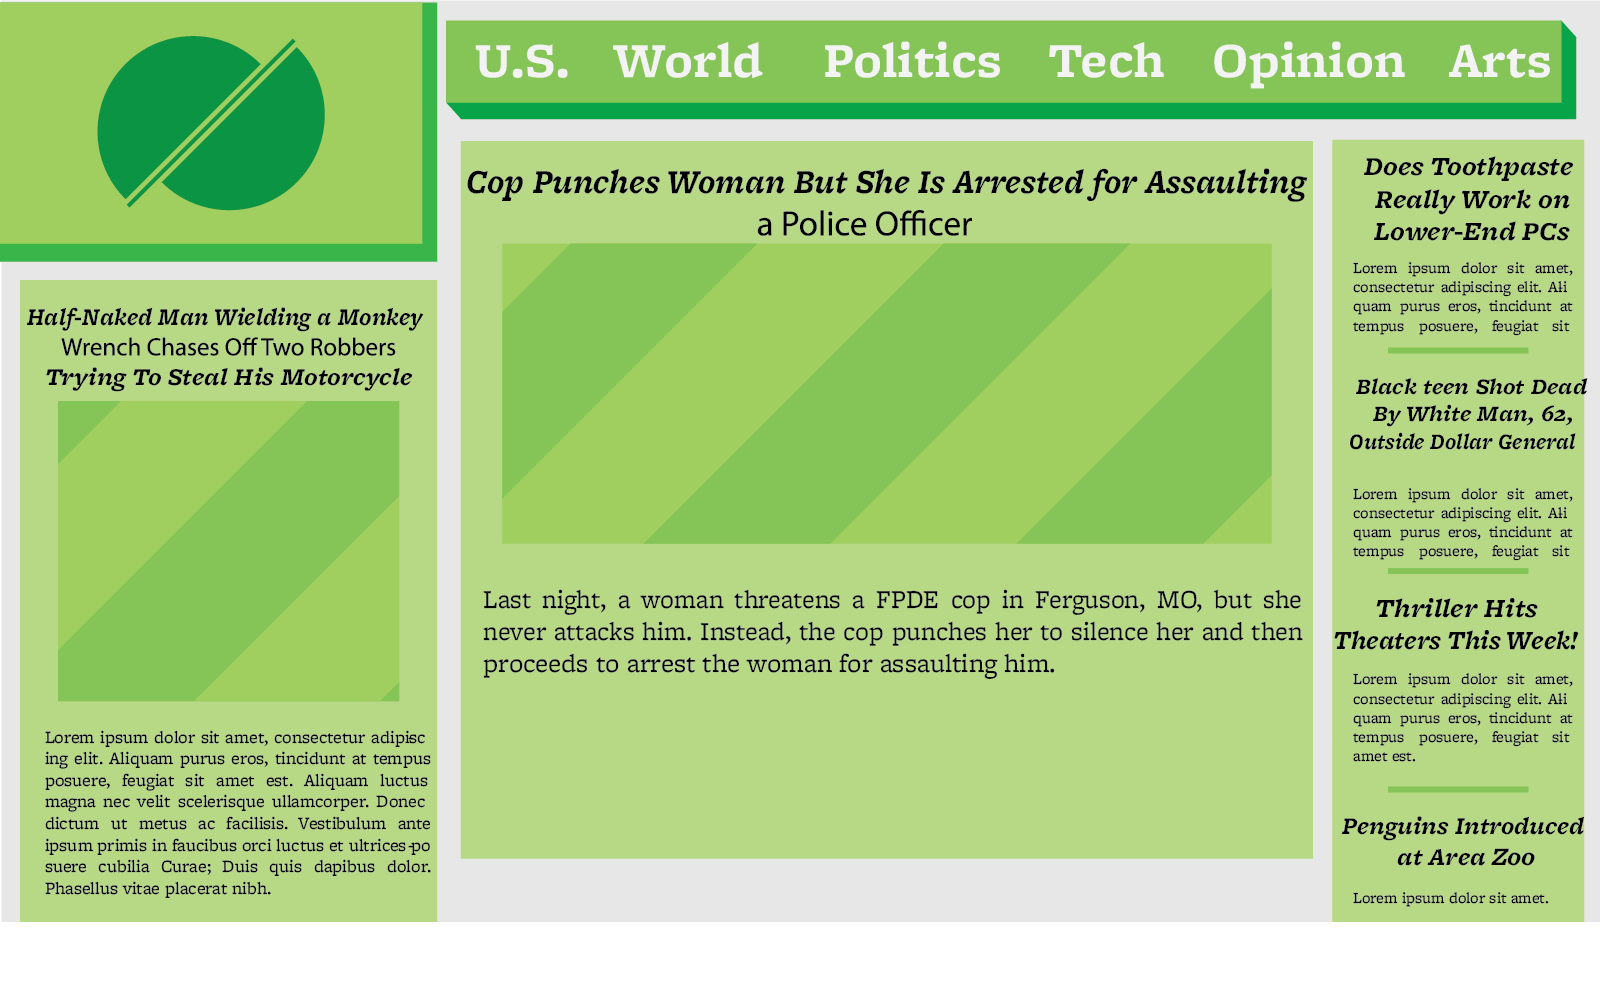 U.S. World Politics Tech Opinion Arts
Half-Naked Man Wielding a Monkey
Wrench Chases Off Two Robbers
Trying To Steal His Motorcycle
Lorem ipsum dolor sit amet, consectetur adipisc
ing elit. Aliquam purus eros, tincidunt at tempus
posuere, feugiat sit amet est. Aliquam luctus
magna nec velit scelerisque ullamcorper. Donec
dictum ut metus ac facilisis. Vestibulum ante
ipsum primis in faucibus orci luctus et ultrices po
suere cubilia Curae; Duis quis dapibus dolor.
Phasellus vitae placerat nibh.
Cop Punches Woman But She Is Arrested for Assaulting
a Police Officer
Last night, a woman threatens a FPDE cop in Ferguson, MO, but she
never attacks him. Instead, the cop punches her to silence her and then
proceeds to arrest the woman for assaulting him.
Does Toothpaste
Really Work on
Lower-End PCs
Lorem ipsum dolor sit amet,
consectetur adipiscing elit. Ali
quam purus eros, tincidunt at
tempus posuere, feugiat sit
Black teen Shot Dead
By White Man, 62,
Outside Dollar General
Lorem ipsum dolor sit amet,
consectetur adipiscing elit. Ali
quam purus eros, tincidunt at
tempus posuere, feugiat sit
Thriller Hits
Theaters This Week!
Lorem ipsum dolor sit amet,
consectetur adipiscing elit. Ali
quam purus eros, tincidunt at
tempus posuere, feugiat sit
amet est.
Penguins Introduced
at Area Zoo
Lorem ipsum dolor sit amet.